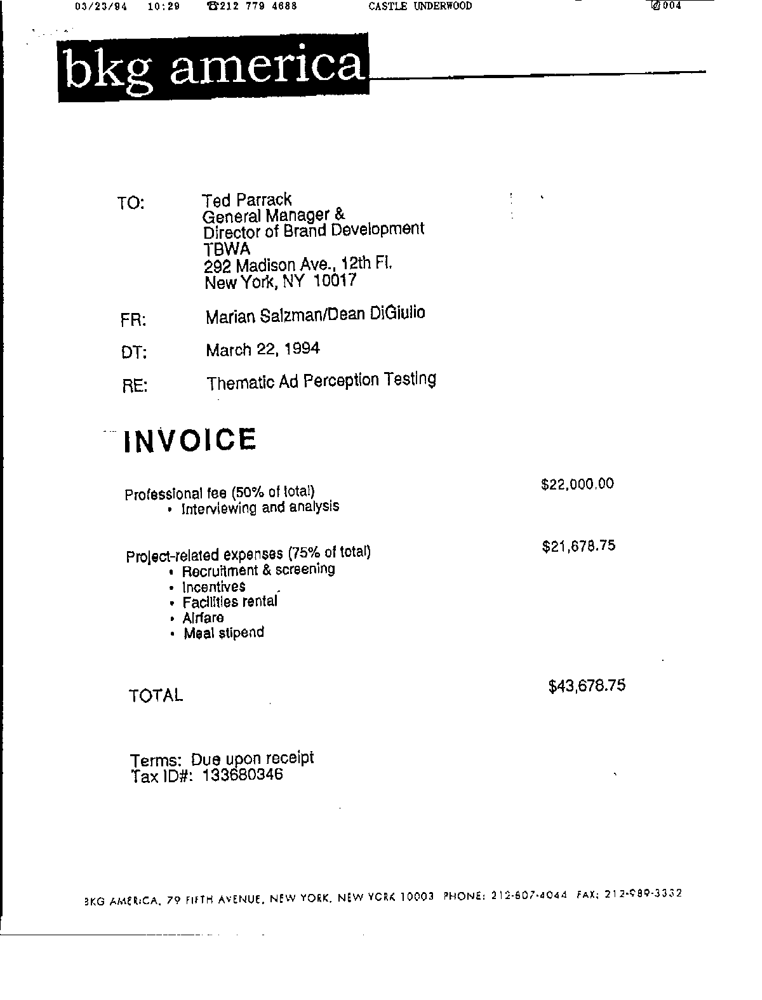 03/23/94 10:29 ☎212 779 4688 CASTLE UNDERWOOD 004
bkg america
TO: Ted Parrack
General Manager &
Director of Brand Development
TBWA
292 Madison Ave., 12th Fl.
New York, NY 10017
FR: Marian Salzman/Dean DiGiulio
DT: March 22, 1994
RE: Thematic Ad Perception Testing
INVOICE
Professional fee (50% of total) $22,000.00
• Interviewing and analysis
Project-related expenses (75% of total) $21,678.75
• Recruitment & screening
• Incentives
• Facilities rental
• Airfare
• Meal stipend
TOTAL $43,678.75
Terms: Due upon receipt
Tax ID#: 133680346
BKG AMERICA, 79 FIFTH AVENUE, NEW YORK, NEW YORK 10003 PHONE: 212-807-4044 FAX: 212-989-3332